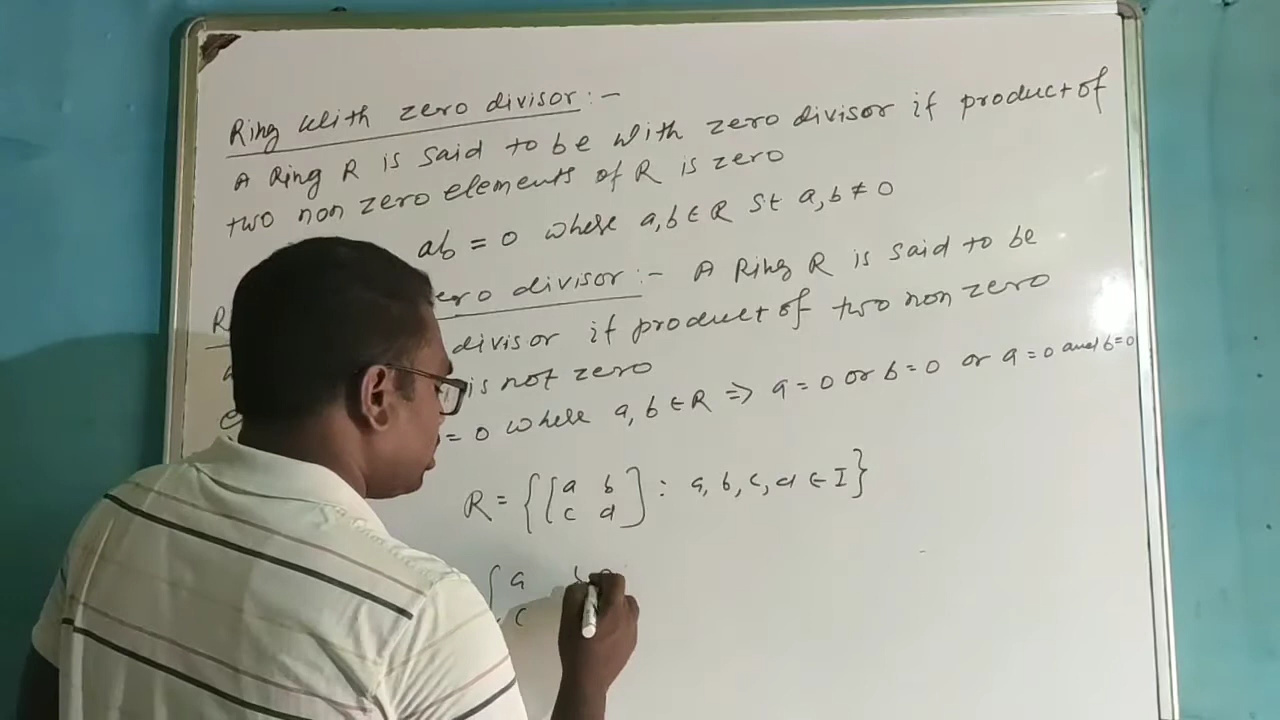 Ring With zero divisor :-
A Ring R is said to be with zero divisor if product of
two non zero elements of R is zero
ab = 0 where a, b ∈ R st a, b ≠ 0
divisor :- A Ring R is said to be
divisor if product of two non zero
is not zero
= 0 where a, b ∈ R ⇒ a = 0 or b = 0 or a = 0 and b = 0
R = {[a b
c d] : a, b, c, d ∈ I}
[a
c